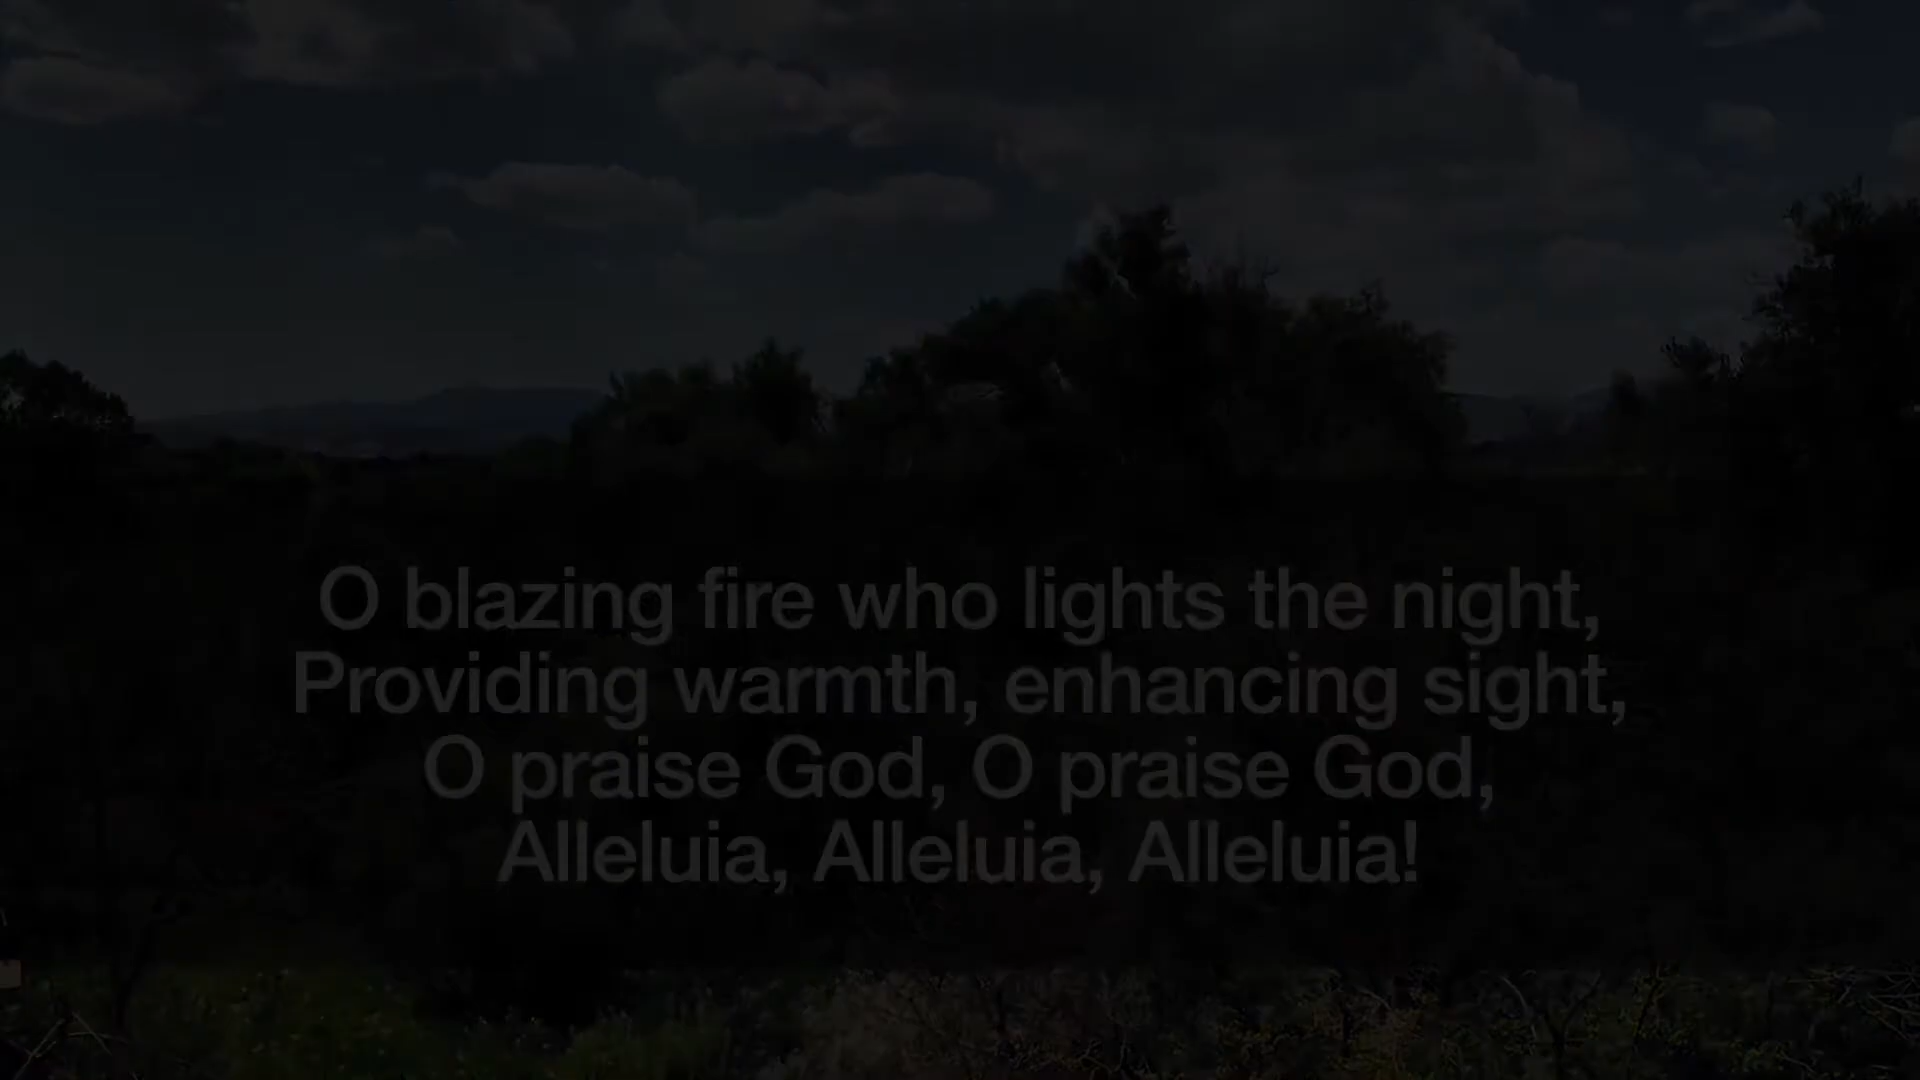 O blazing fire who lights the night,
Providing warmth, enhancing sight,
O praise God, O praise God,
Alleluia, Alleluia, Alleluia!